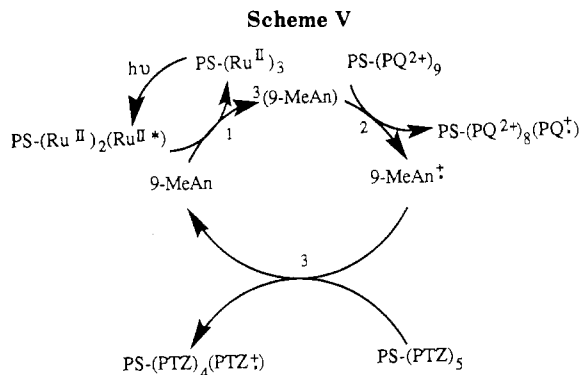 Scheme V
hυ
PS-(Ru^II)_3
PS-(PQ^2+)_9
^3(9-MeAn)
1
2
PS-(Ru^II)_2(Ru^II*)
PS-(PQ^2+)_8(PQ^+·)
9-MeAn
9-MeAn^+·
3
PS-(PTZ)_4(PTZ^+·)
PS-(PTZ)_5